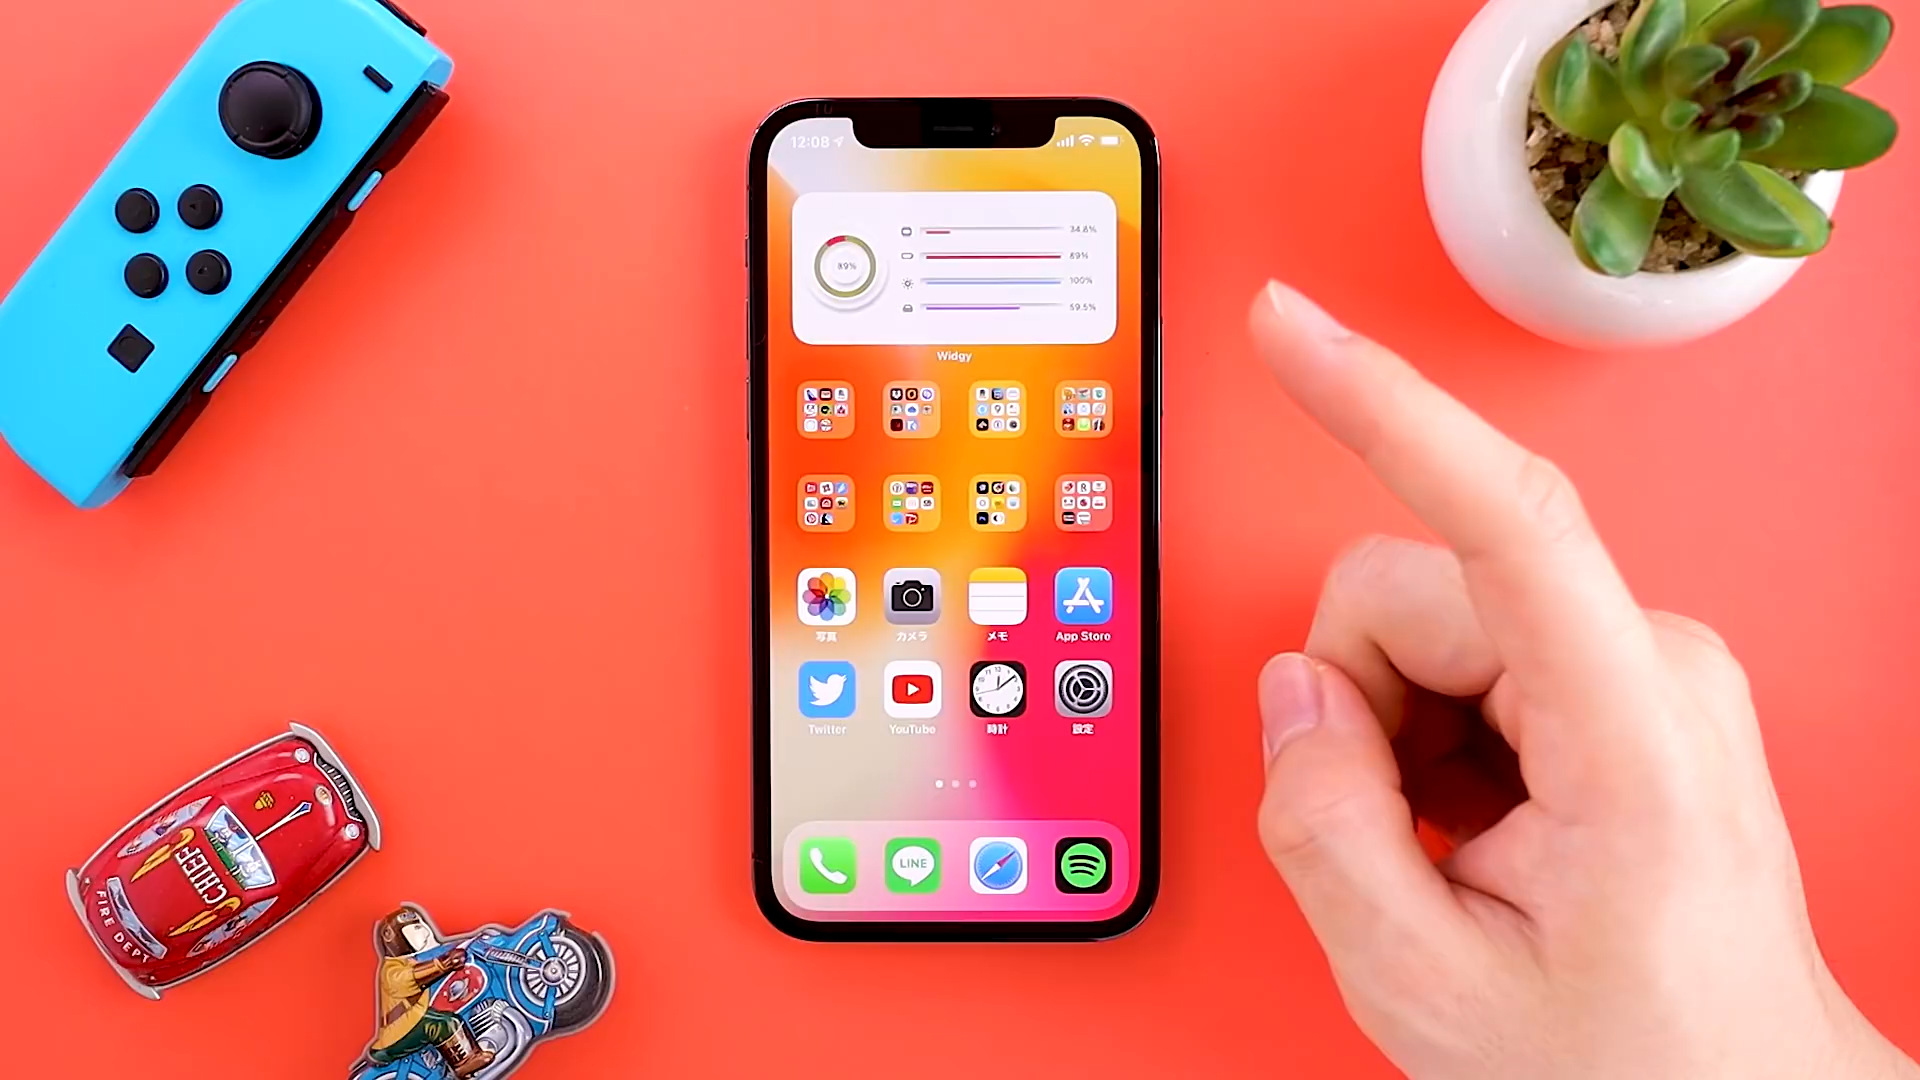 12:08
34.6%
89%
89%
100%
59.5%
Widgy
写真
カメラ
メモ
App Store
Twitter
YouTube
時計
設定
LINE
CHIEF
FIRE DEPT